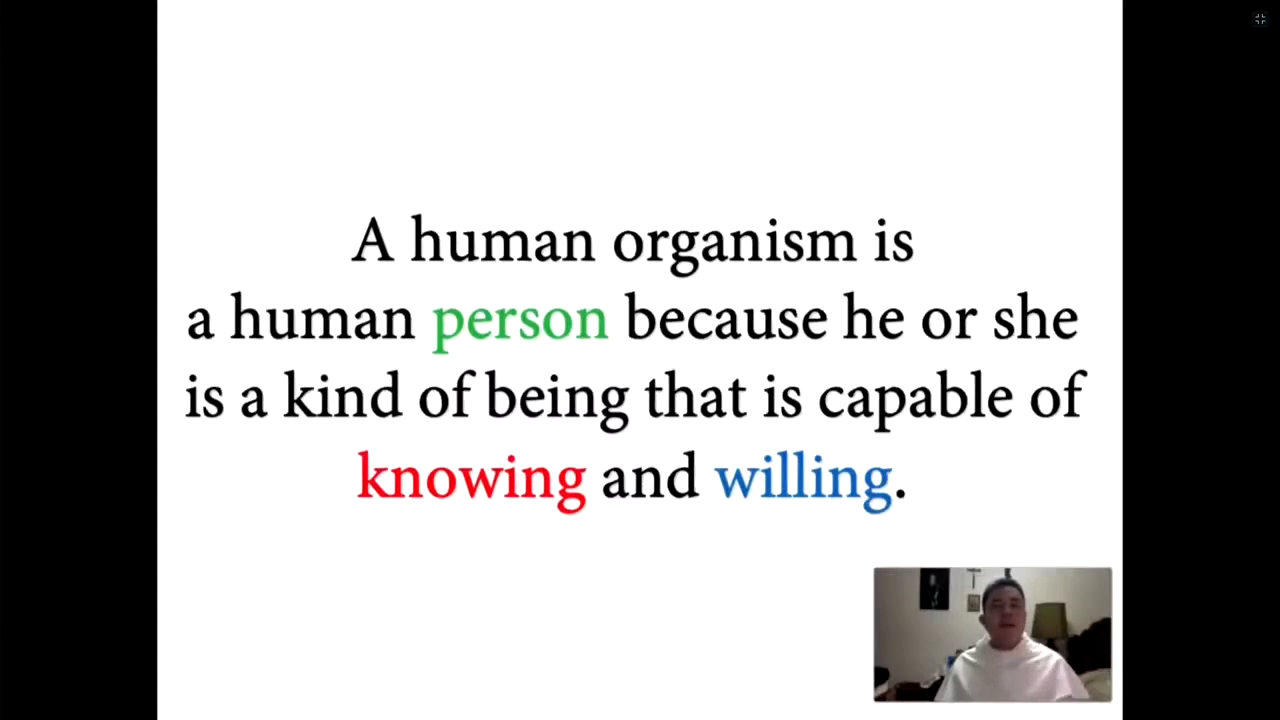 A human organism is
a human person because he or she
is a kind of being that is capable of
knowing and willing.